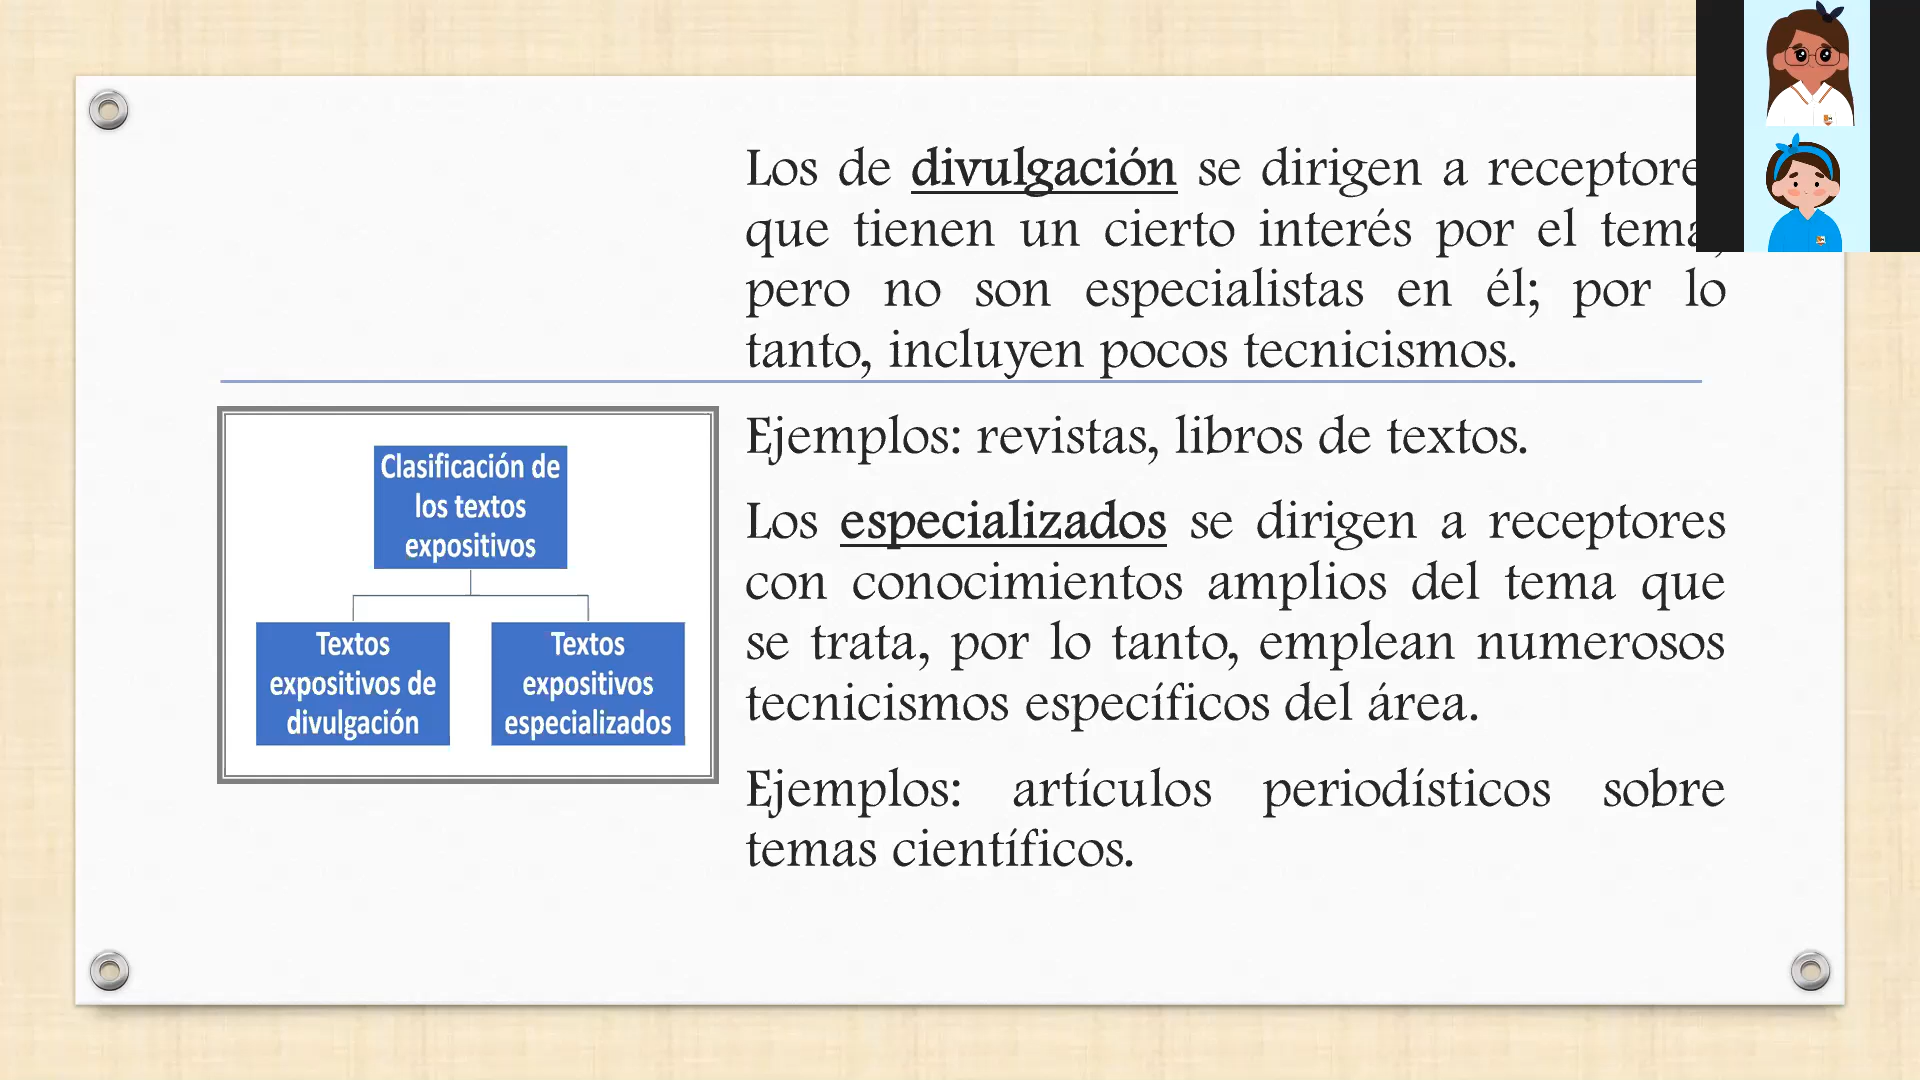 Los de divulgación se dirigen a receptore
que tienen un cierto interés por el tema,
pero no son especialistas en él; por lo
tanto, incluyen pocos tecnicismos.
Ejemplos: revistas, libros de textos.
Los especializados se dirigen a receptores
con conocimientos amplios del tema que
se trata, por lo tanto, emplean numerosos
tecnicismos específicos del área.
Ejemplos: artículos periodísticos sobre
temas científicos.
Clasificación de
los textos
expositivos
Textos
expositivos de
divulgación
Textos
expositivos
especializados